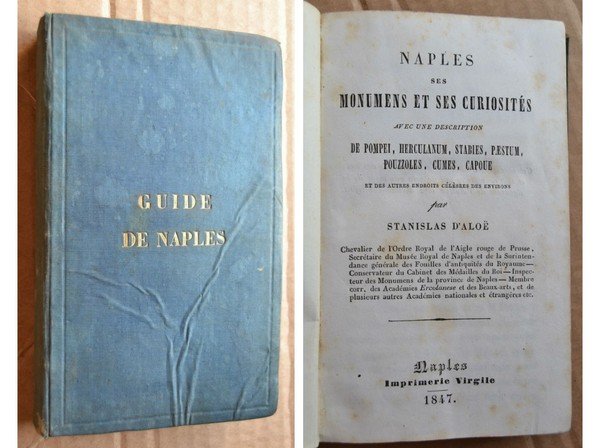 GUIDE
DE NAPLES
NAPLES
SES
MONUMENS ET SES CURIOSITÉS
AVEC UNE DESCRIPTION
DE POMPEI, HERCULANUM, STABIES, PÆSTUM,
POUZZOLES, CUMES, CAPOUE
ET DES AUTRES ENDROITS CÉLÈBRES DES ENVIRONS
par
STANISLAS D'ALOË
Chevalier de l'Ordre Royal de l'Aigle rouge de Prusse,
Secrétaire du Musée Royal de Naples et de la Surinten-
dance générale des Fouilles d'antiquités du Royaume—
Conservateur du Cabinet des Médailles du Roi—Inspec-
teur des Monumens de la province de Naples—Membre
corr. des Académies Ercolanese et des Beaux-arts, et de
plusieurs autres Académies nationales et étrangères etc.
Naples
Imprimerie Virgile
1847.